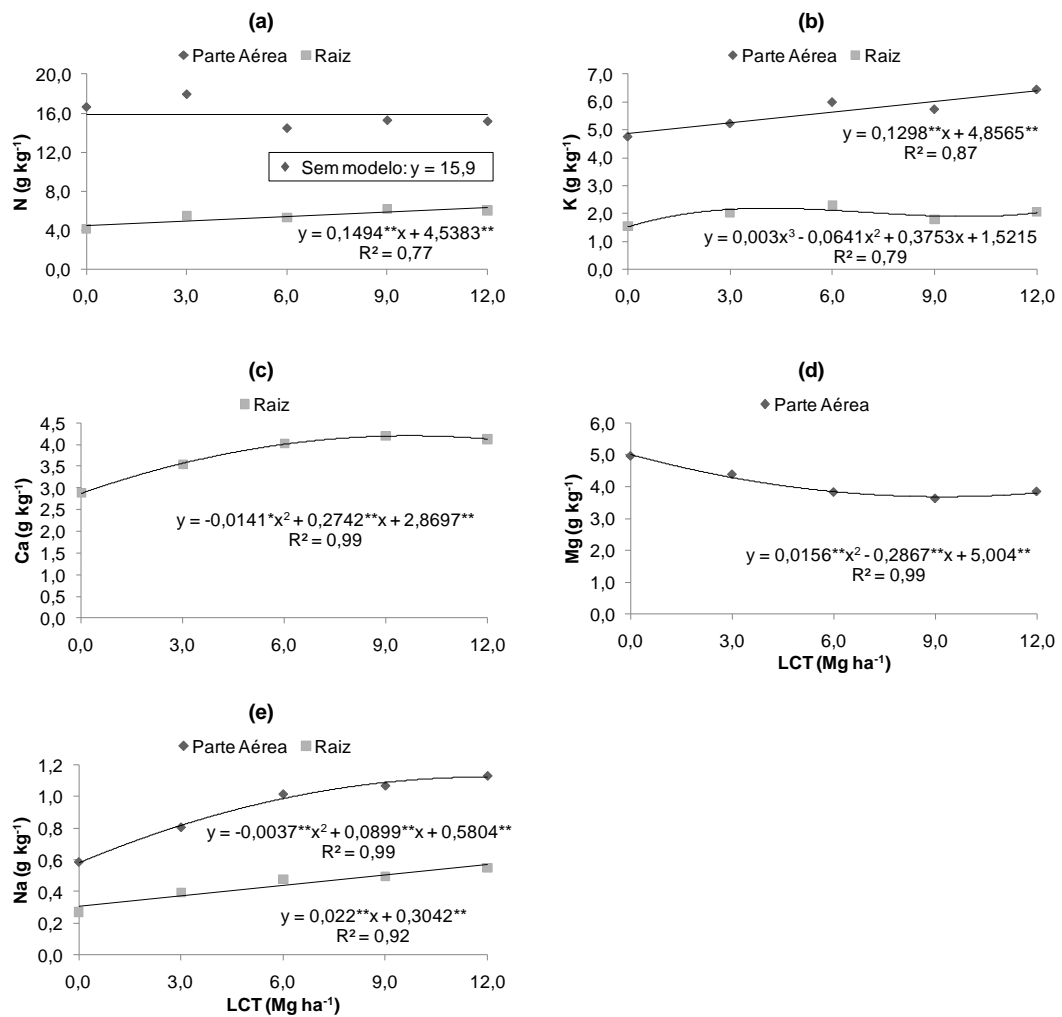 (a)
Parte Aérea Raiz
20,0
16,0
12,0
8,0
4,0
0,0
N (g kg⁻¹)
Sem modelo: y = 15,9
y = 0,1494**x + 4,5383**
R² = 0,77
0,0 3,0 6,0 9,0 12,0
(b)
Parte Aérea Raiz
7,0
6,0
5,0
4,0
3,0
2,0
1,0
0,0
K (g kg⁻¹)
y = 0,1298**x + 4,8565**
R² = 0,87
y = 0,003x³ - 0,0641x² + 0,3753x + 1,5215
R² = 0,79
0,0 3,0 6,0 9,0 12,0
(c)
Raiz
4,5
4,0
3,5
3,0
2,5
2,0
1,5
1,0
0,5
0,0
Ca (g kg⁻¹)
y = -0,0141*x² + 0,2742**x + 2,8697**
R² = 0,99
0,0 3,0 6,0 9,0 12,0
(d)
Parte Aérea
6,0
5,0
4,0
3,0
2,0
1,0
0,0
Mg (g kg⁻¹)
y = 0,0156**x² - 0,2867**x + 5,004**
R² = 0,99
0,0 3,0 6,0 9,0 12,0
LCT (Mg ha⁻¹)
(e)
Parte Aérea Raiz
1,2
1,0
0,8
0,6
0,4
0,2
0,0
Na (g kg⁻¹)
y = -0,0037**x² + 0,0899**x + 0,5804**
R² = 0,99
y = 0,022**x + 0,3042**
R² = 0,92
0,0 3,0 6,0 9,0 12,0
LCT (Mg ha⁻¹)